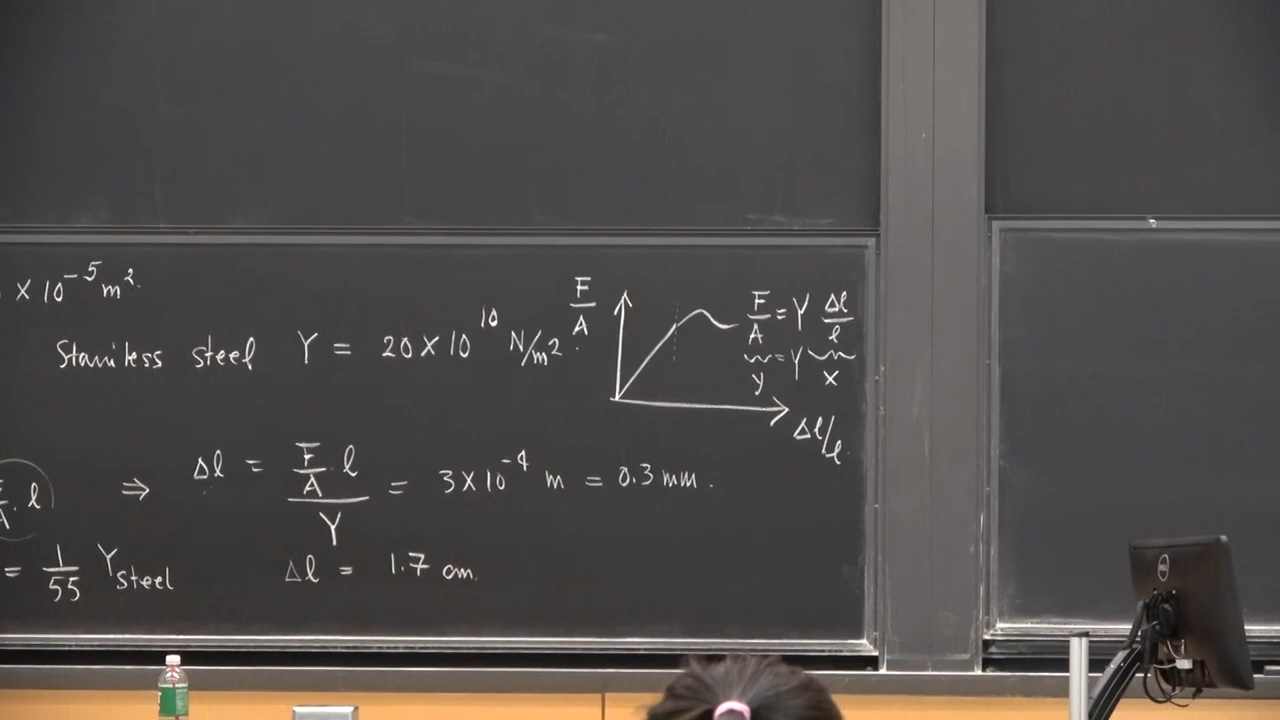 × 10⁻⁵ m².
Stainless steel Y = 20 × 10¹⁰ N/m².
F/A
F/A = Y Δl/l
= Y
y x
Δl/l
F/A · l ⇒ Δl = (F/A · l)/Y = 3 × 10⁻⁴ m = 0.3 mm.
= 1/55 Y steel Δl = 1.7 cm.